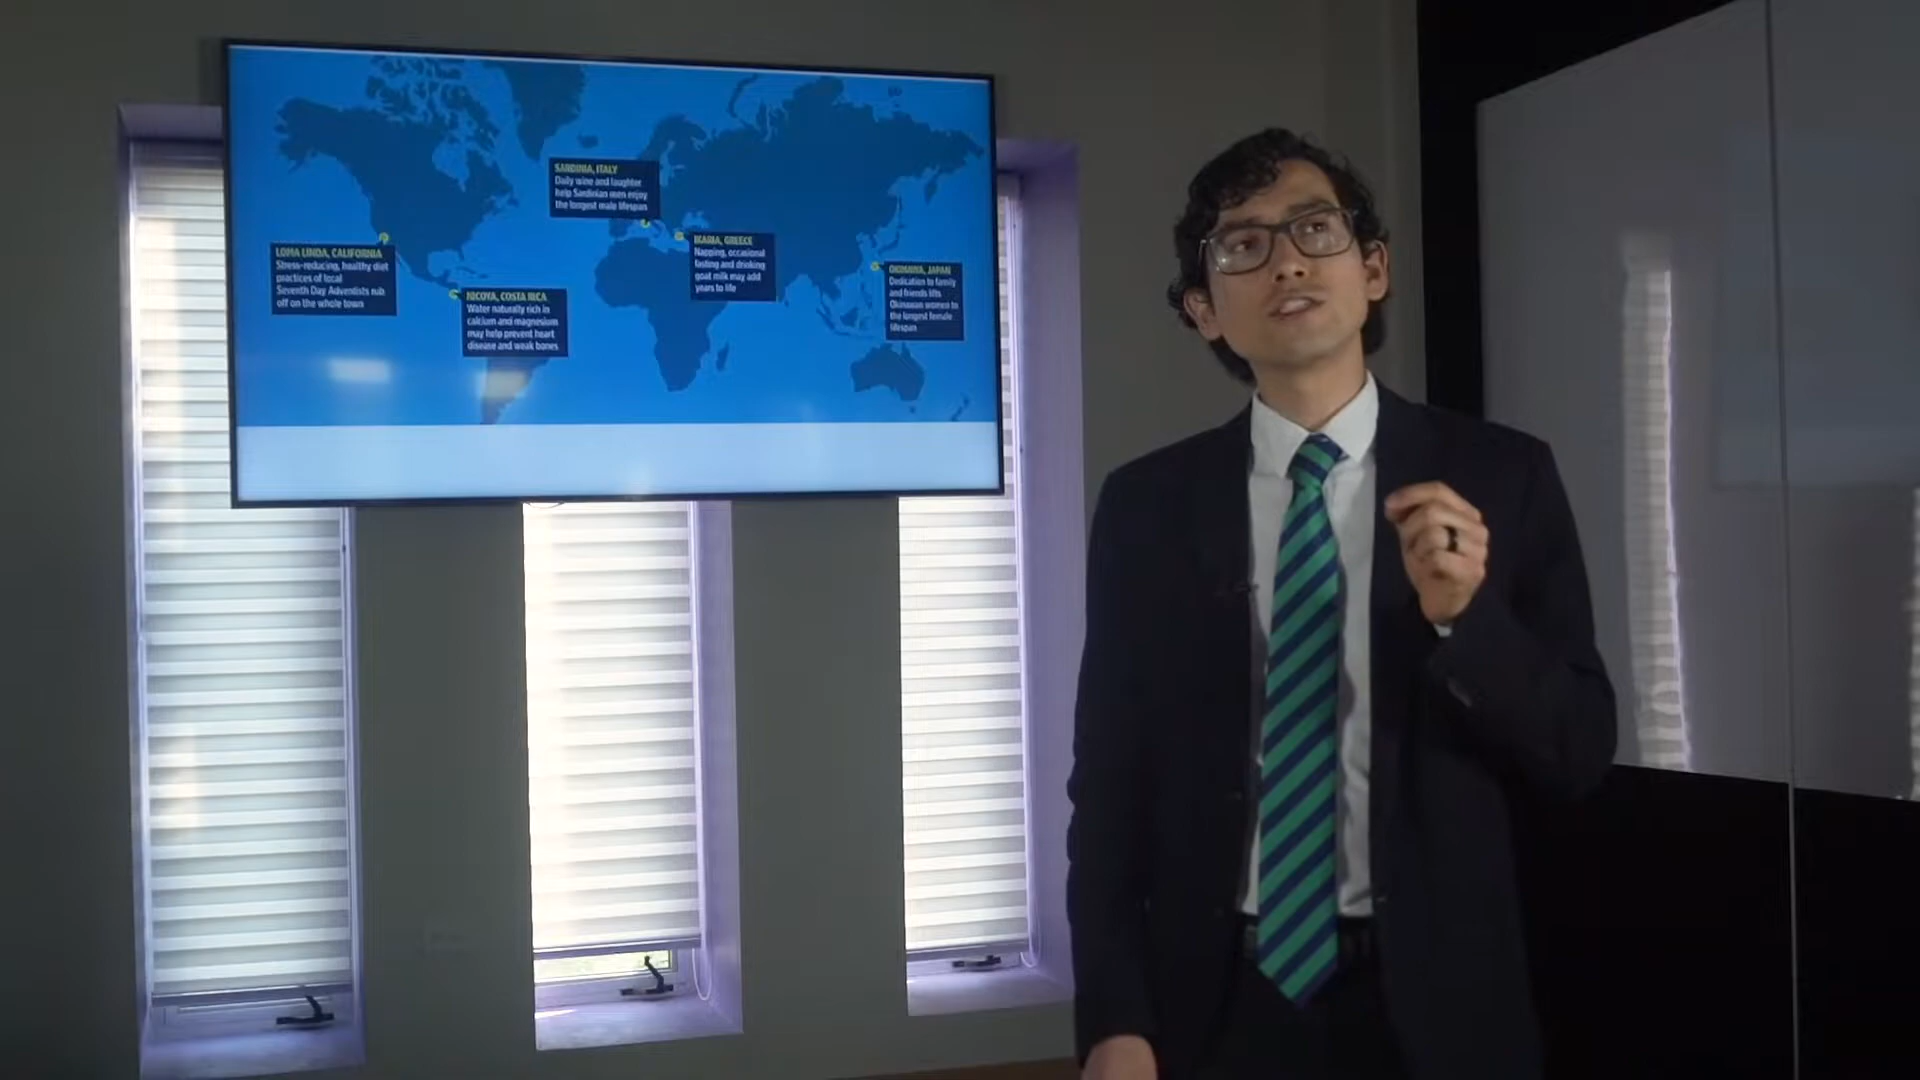 SARDINIA, ITALY
Daily wine and laughter
help Sardinian men enjoy
the longest male lifespan
LOMA LINDA, CALIFORNIA
Stress-reducing, healthy diet
practices of local
Seventh Day Adventists rub
off on the whole town
IKARIA, GREECE
Napping, occasional
fasting and drinking
goat milk may add
years to life
NICOYA, COSTA RICA
Water naturally rich in
calcium and magnesium
may help prevent heart
disease and weak bones
OKINAWA, JAPAN
Dedication to family
and friends lifts
Okinawan women to
the longest female
lifespan